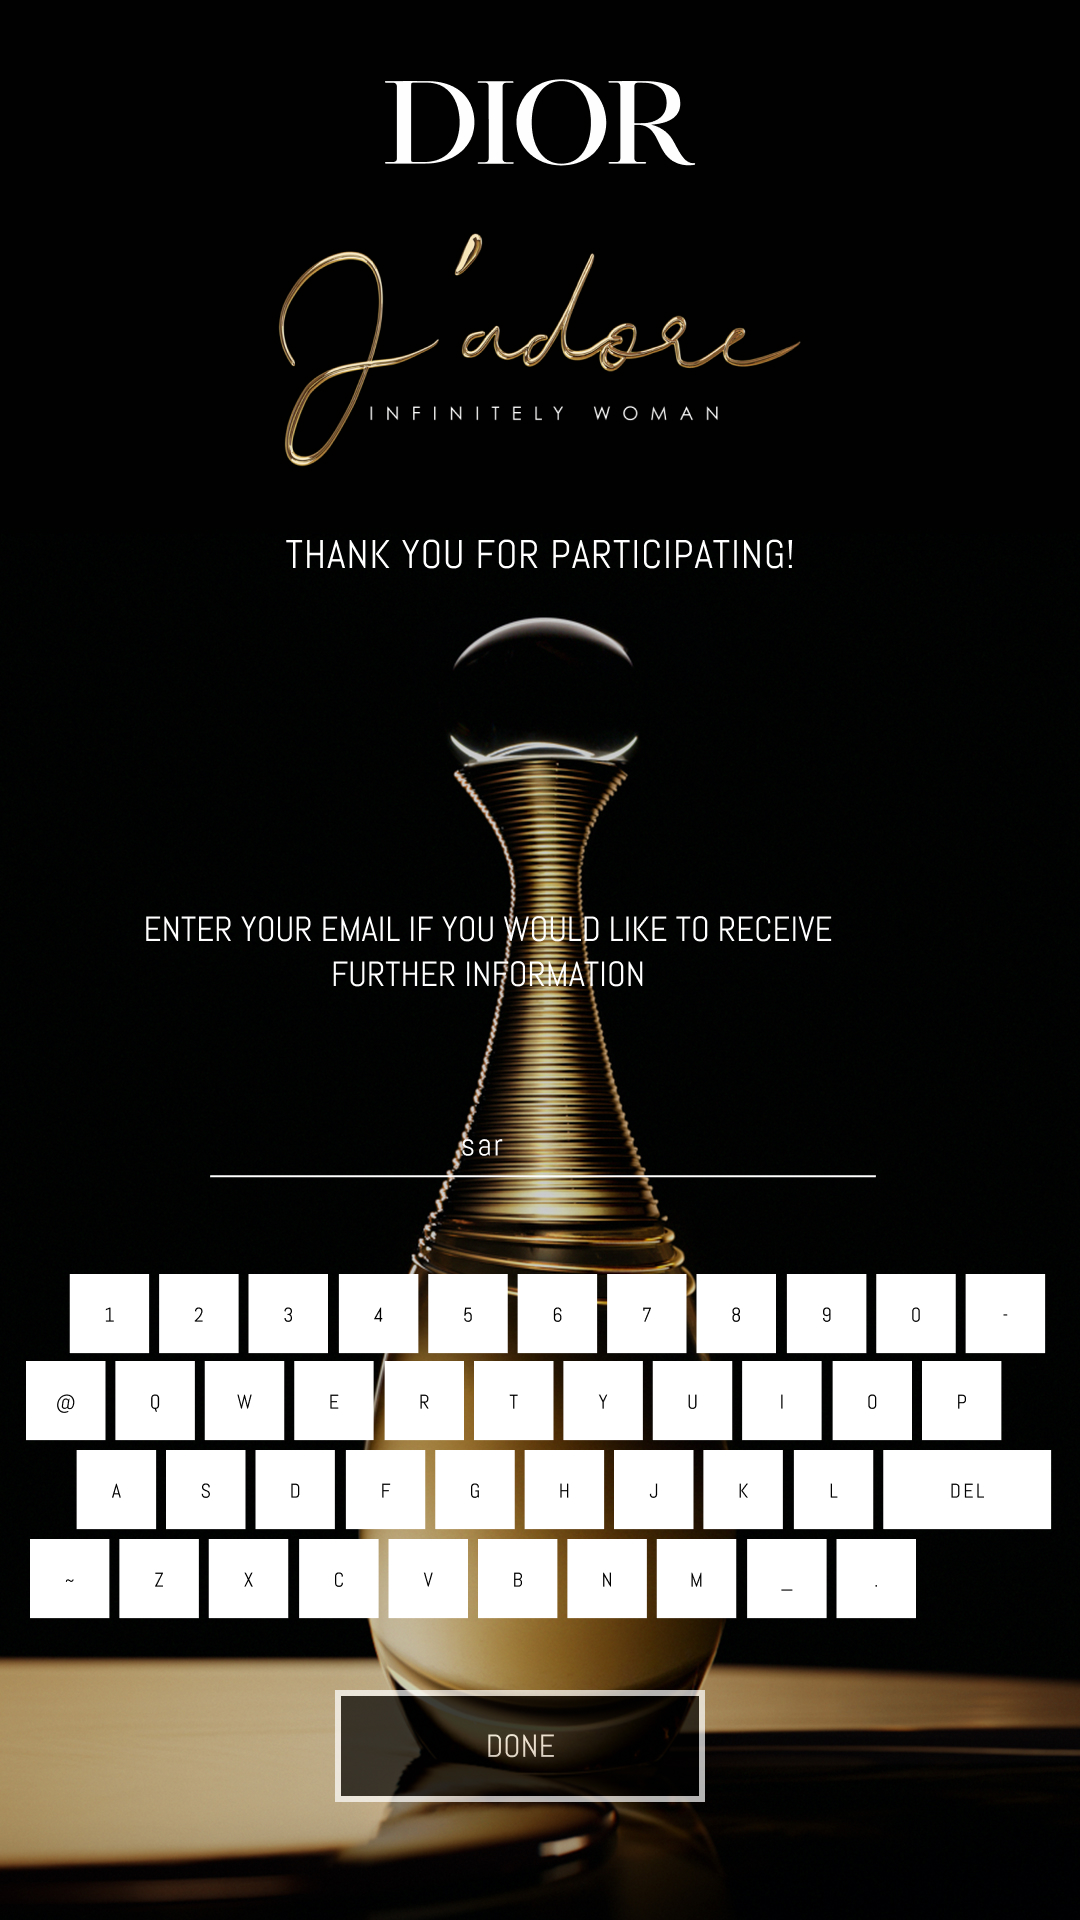 DIOR
J'adore
INFINITELY WOMAN
THANK YOU FOR PARTICIPATING!
ENTER YOUR EMAIL IF YOU WOULD LIKE TO RECEIVE
FURTHER INFORMATION
sar
1 2 3 4 5 6 7 8 9 0 -
@ Q W E R T Y U I O P
A S D F G H J K L DEL
~ Z X C V B N M _ .
DONE